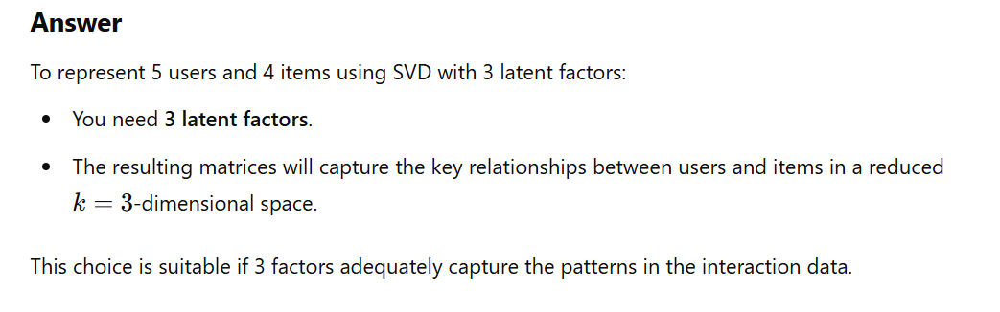 Answer
To represent 5 users and 4 items using SVD with 3 latent factors:
• You need 3 latent factors.
• The resulting matrices will capture the key relationships between users and items in a reduced
k = 3-dimensional space.
This choice is suitable if 3 factors adequately capture the patterns in the interaction data.